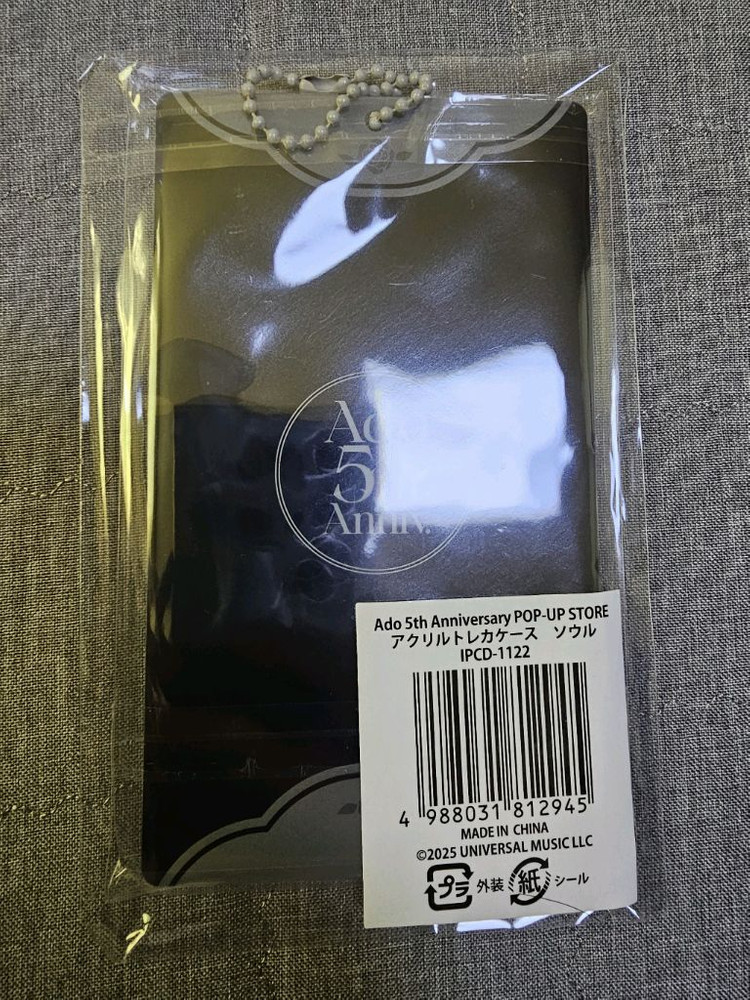 Ado
5th
Anniv.
Ado 5th Anniversary POP-UP STORE
アクリルトレカケース　ソウル
IPCD-1122
4 988031 812945
MADE IN CHINA
©2025 UNIVERSAL MUSIC LLC
プラ 外装 紙 シール